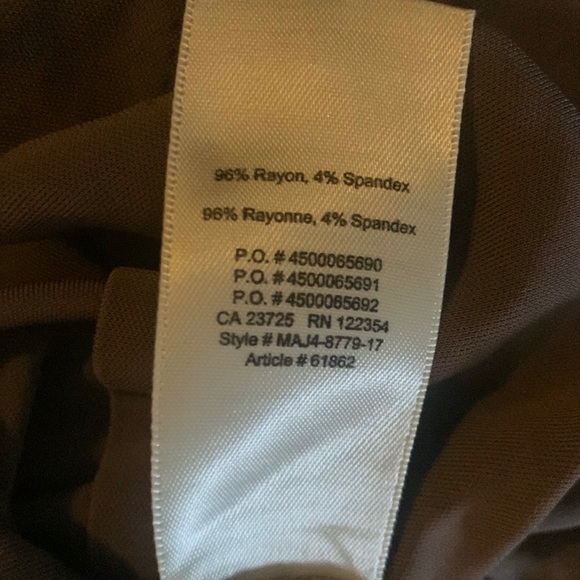 96% Rayon, 4% Spandex
96% Rayonne, 4% Spandex
P.O. # 4500065690
P.O. # 4500065691
P.O. # 4500065692
CA 23725 RN 122354
Style # MAJ4-8779-17
Article # 61862